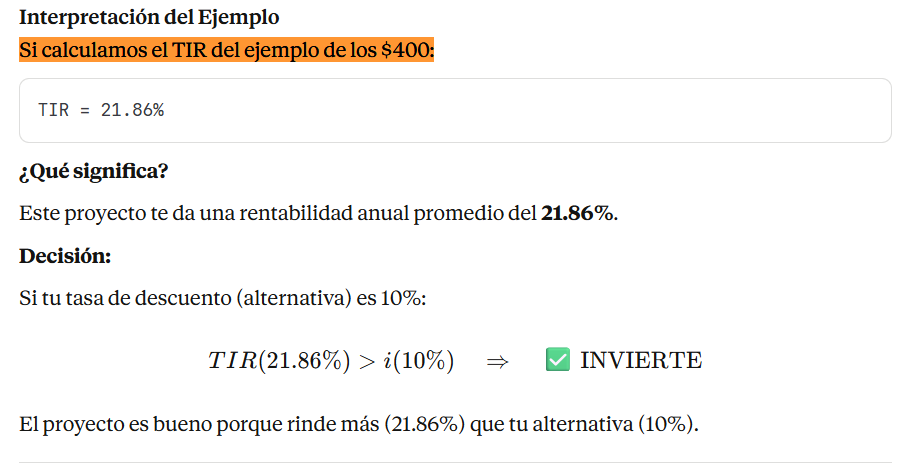 Interpretación del Ejemplo
Si calculamos el TIR del ejemplo de los $400:
TIR = 21.86%
¿Qué significa?
Este proyecto te da una rentabilidad anual promedio del 21.86%.
Decisión:
Si tu tasa de descuento (alternativa) es 10%:
TIR(21.86%) > i(10%) ⇒ ✅ INVIERTE
El proyecto es bueno porque rinde más (21.86%) que tu alternativa (10%).